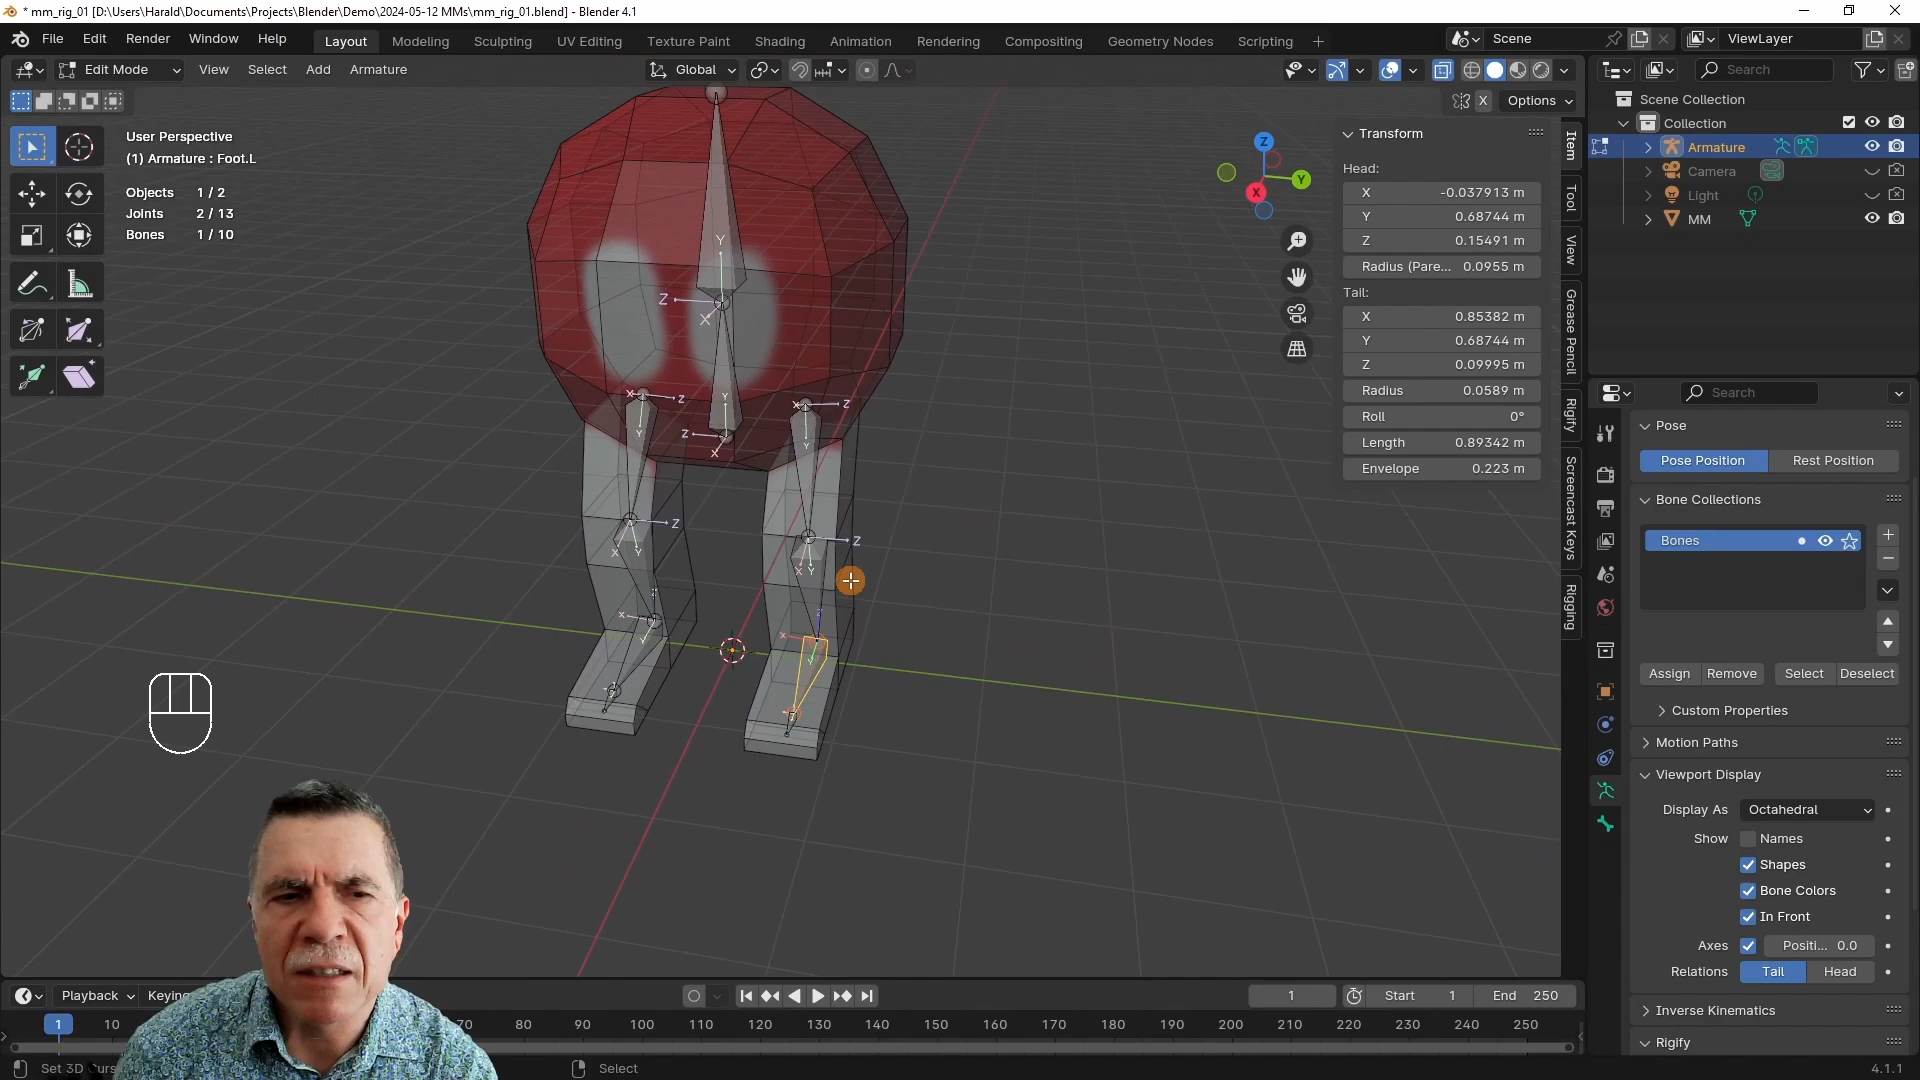 * mm_rig_01 [D:\Users\Harald\Documents\Projects\Blender\Demo\2024-05-12 MMs\mm_rig_01.blend] - Blender 4.1
File Edit Render Window Help
Layout Modeling Sculpting UV Editing Texture Paint Shading Animation Rendering Compositing Geometry Nodes Scripting +
Scene
ViewLayer
Edit Mode View Select Add Armature
Global
Search
X Options
User Perspective
(1) Armature : Foot.L
Objects 1 / 2
Joints 2 / 13
Bones 1 / 10
Z
Y
X
Transform
Head:
X -0.037913 m
Y 0.68744 m
Z 0.15491 m
Radius (Pare... 0.0955 m
Tail:
X 0.85382 m
Y 0.68744 m
Z 0.09995 m
Radius 0.0589 m
Roll 0°
Length 0.89342 m
Envelope 0.223 m
Item
Tool
View
Grease Pencil
Rigify
Screencast Keys
Rigging
Scene Collection
Collection
Armature
Camera
Light
MM
Search
Pose
Pose Position Rest Position
Bone Collections
Bones
Assign Remove Select Deselect
Custom Properties
Motion Paths
Viewport Display
Display As Octahedral
Show Names
Shapes
Bone Colors
In Front
Axes Positi... 0.0
Relations Tail Head
Inverse Kinematics
Rigify
Playback Keying
1 Start 1 End 250
1 10 70 80 90 100 110 120 130 140 150 160 170 180 190 200 210 220 230 240 250
Set 3D Curs
Select
4.1.1